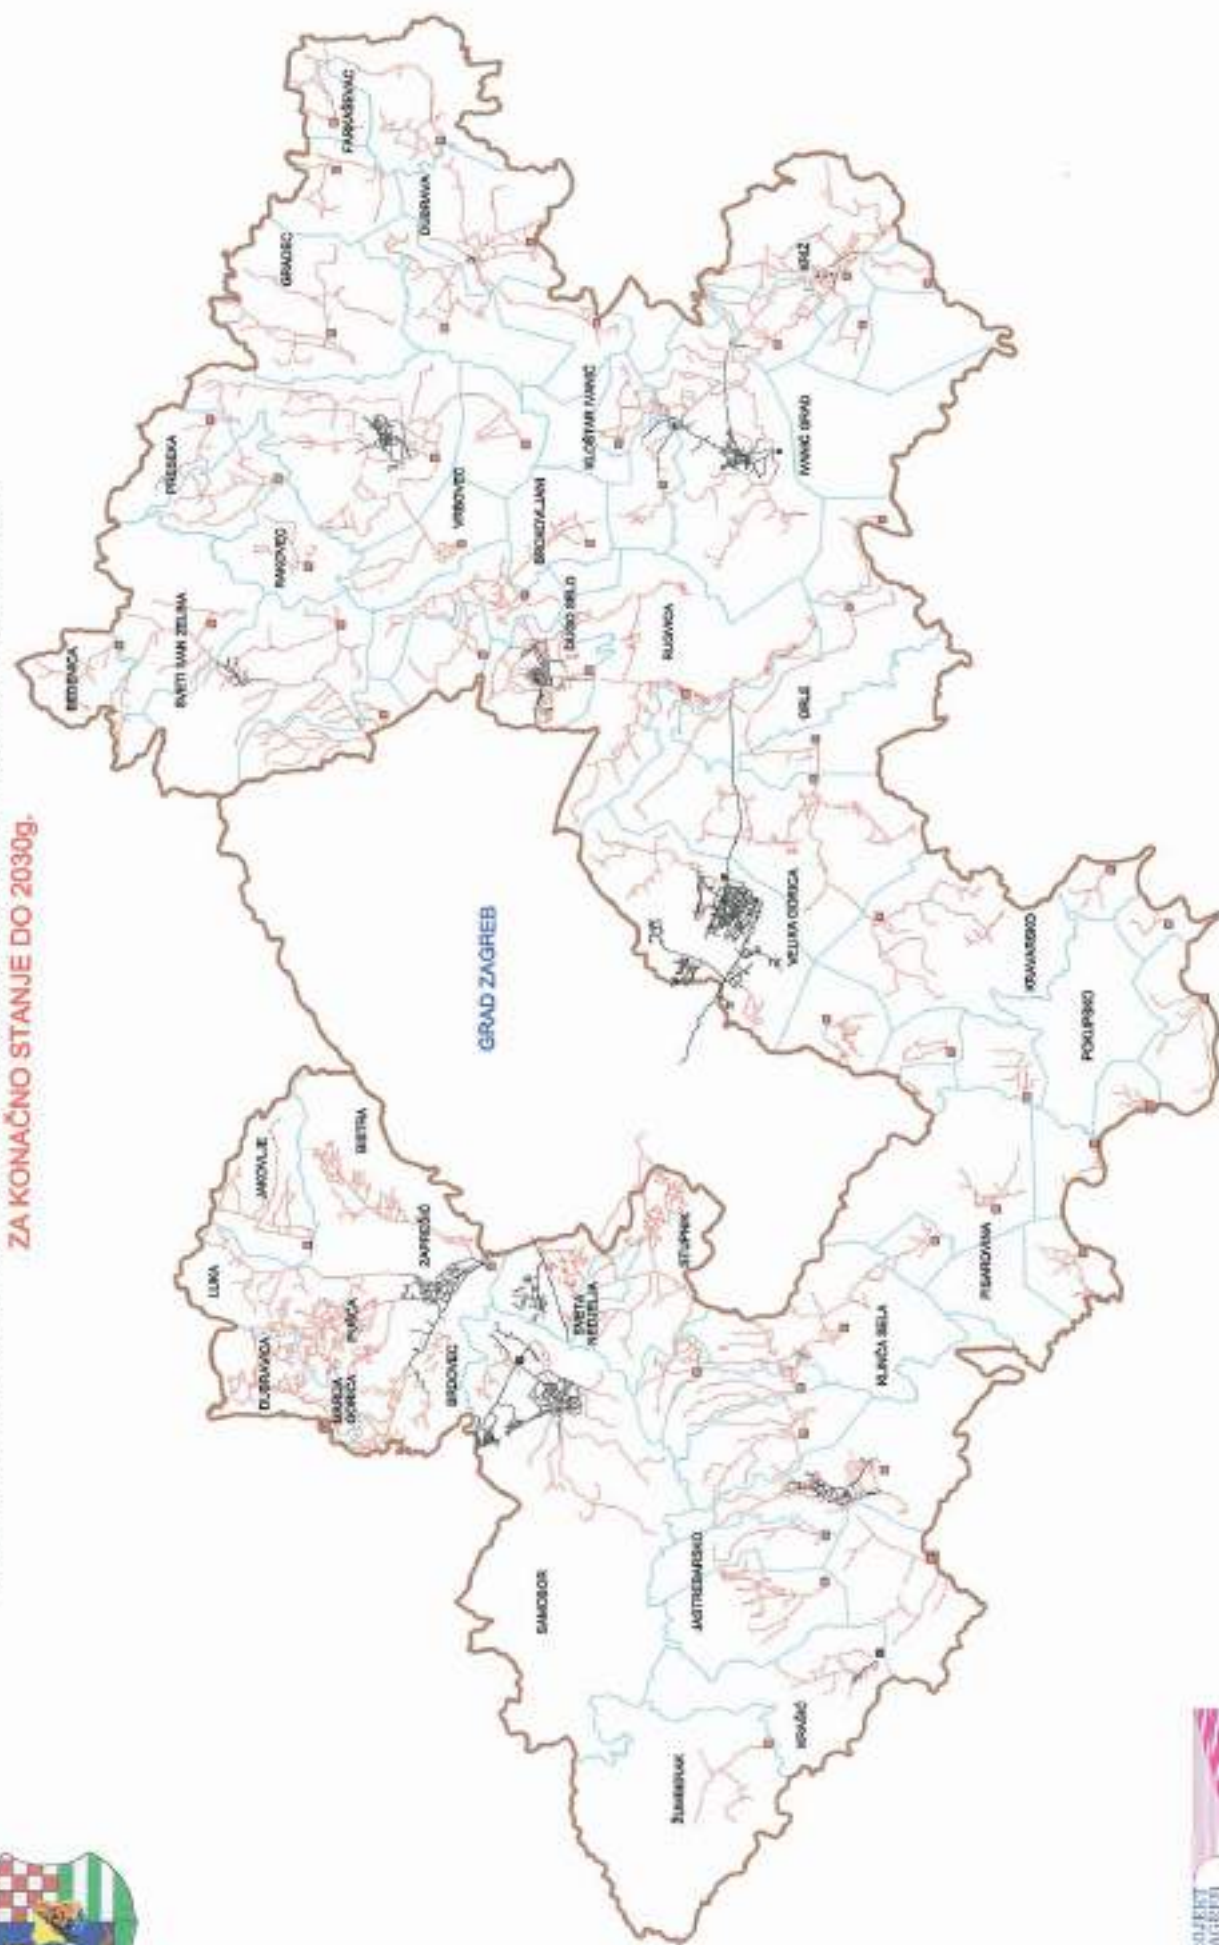 ZA KONAČNO STANJE DO 2030g.
BEDENICA
SVETI IVAN ZELINA
PRESEKA
RAKOVEC
GRADEC
FARKAŠEVAC
DUBRAVA
VRBOVEC
BRCKOVLJANI
DUGO SELO
KLOŠTAR IVANIĆ
IVANIĆ GRAD
KRIŽ
RUGVICA
ORLE
GRAD ZAGREB
VELIKA GORICA
KRAVARSKO
POKUPSKO
PISAROVINA
LUKA
JAKOVLJE
BISTRA
DUBRAVICA
MARIJA
GORICA
PUŠĆA
ZAPREŠIĆ
BRDOVEC
SVETA
NEDJELJA
STUPNIK
KLINČA SELA
SAMOBOR
JASTREBARSKO
KRAŠIĆ
ŽUMBERAK